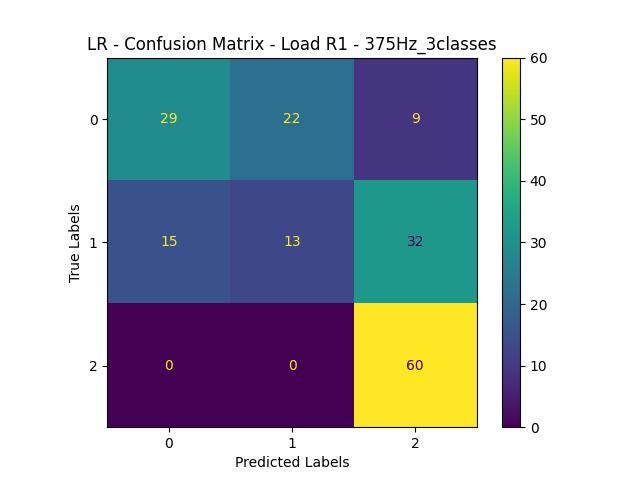 LR - Confusion Matrix - Load R1 - 375Hz_3classes
0 29 22 9
1 15 13 32
2 0 0 60
0 1 2
Predicted Labels
True Labels
60
50
40
30
20
10
0